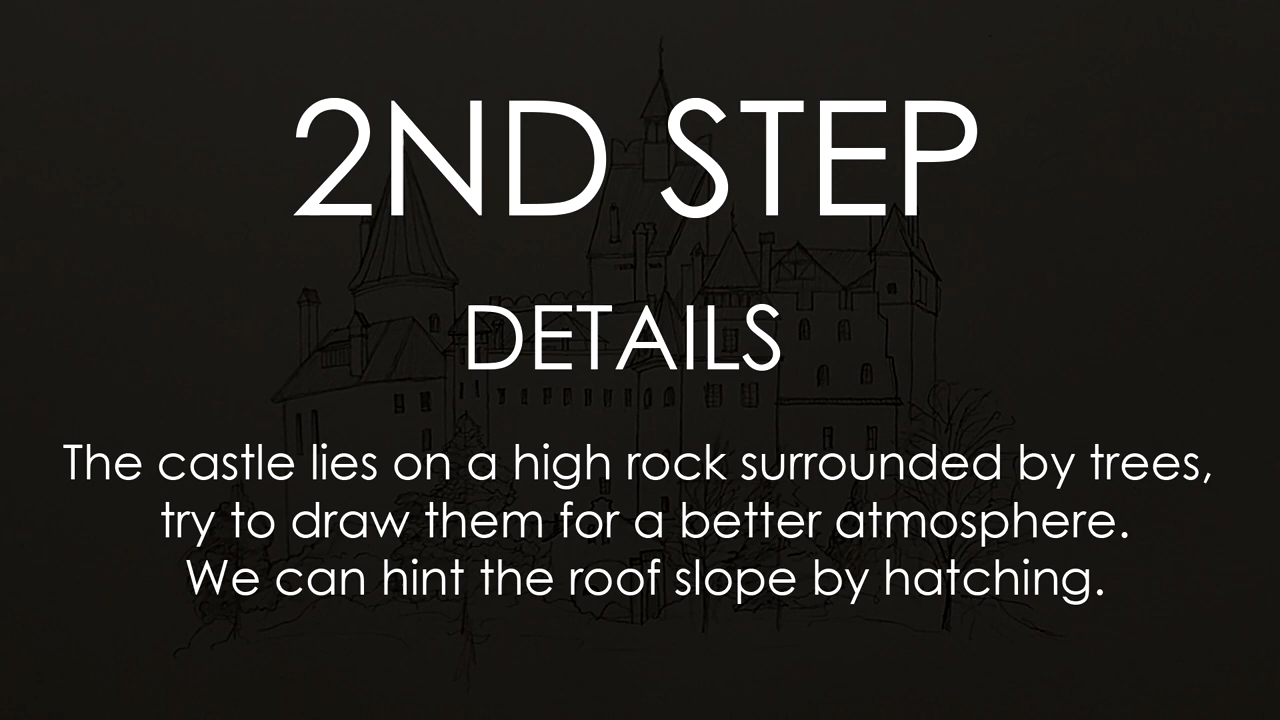 2ND STEP
DETAILS
The castle lies on a high rock surrounded by trees,
try to draw them for a better atmosphere.
We can hint the roof slope by hatching.